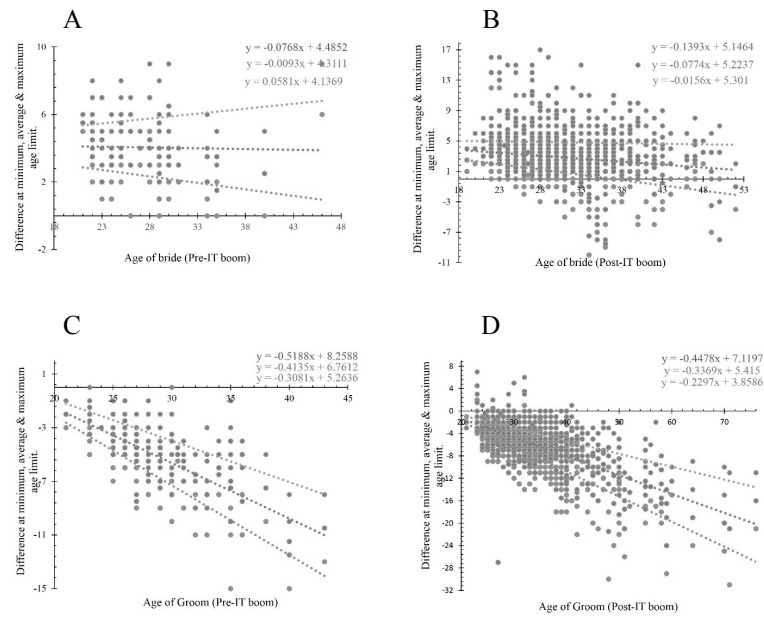 A
Difference at minimum, average & maximum
age limit.
10
6
2
-2
y = -0.0768x + 4.4852
y = -0.0093x + 4.3111
y = 0.0581x + 4.1369
18 23 28 33 38 43 48
Age of bride (Pre-IT boom)
B
Difference at minimum, average & maximum
age limit.
17
13
9
5
1
-3
-7
-11
y = -0.1393x + 5.1464
y = -0.0774x + 5.2237
y = -0.0156x + 5.301
18 23 28 33 38 43 48 53
Age of bride (Post-IT boom)
C
Difference at minimum, average & maximum
age limit.
1
-3
-7
-11
-15
y = -0.5188x + 8.2588
y = -0.4135x + 6.7612
y = -0.3081x + 5.2636
20 25 30 35 40 45
Age of Groom (Pre-IT boom)
D
Difference at minimum, average & maximum
age limit.
8
4
0
-4
-8
-12
-16
-20
-24
-28
-32
y = -0.4478x + 7.1197
y = -0.3369x + 5.415
y = -0.2297x + 3.8586
20 30 40 50 60 70
Age of Groom (Post-IT boom)